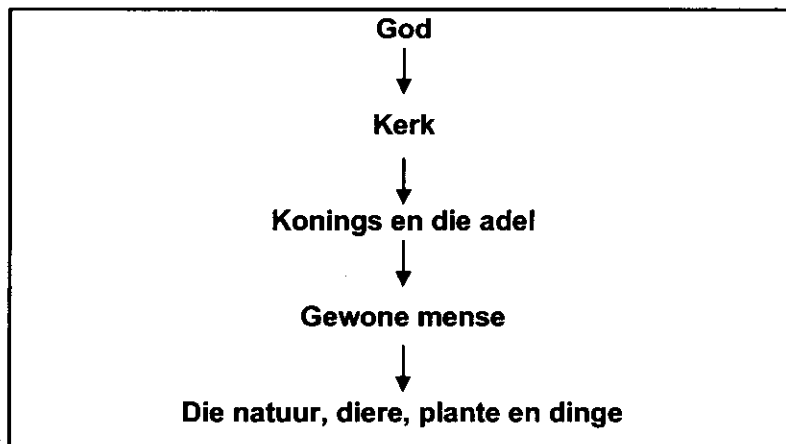 God
Kerk
Konings en die adel
Gewone mense
Die natuur, diere, plante en dinge